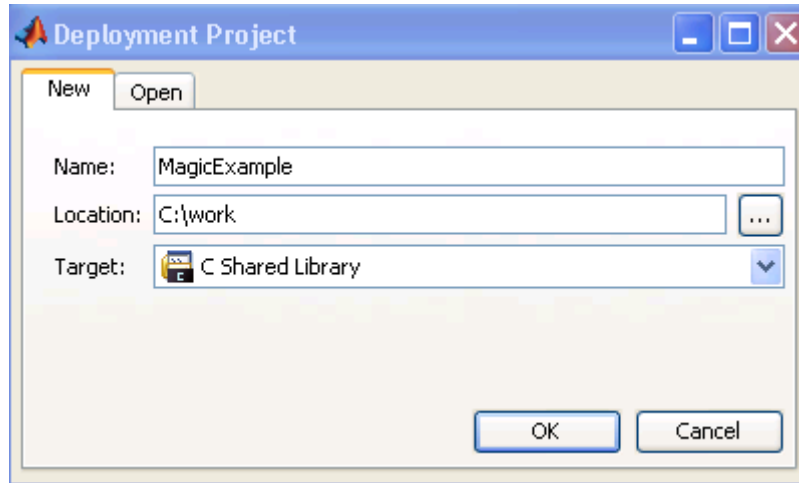 Deployment Project
New Open
Name: MagicExample
Location: C:\work ...
Target: C Shared Library
OK Cancel